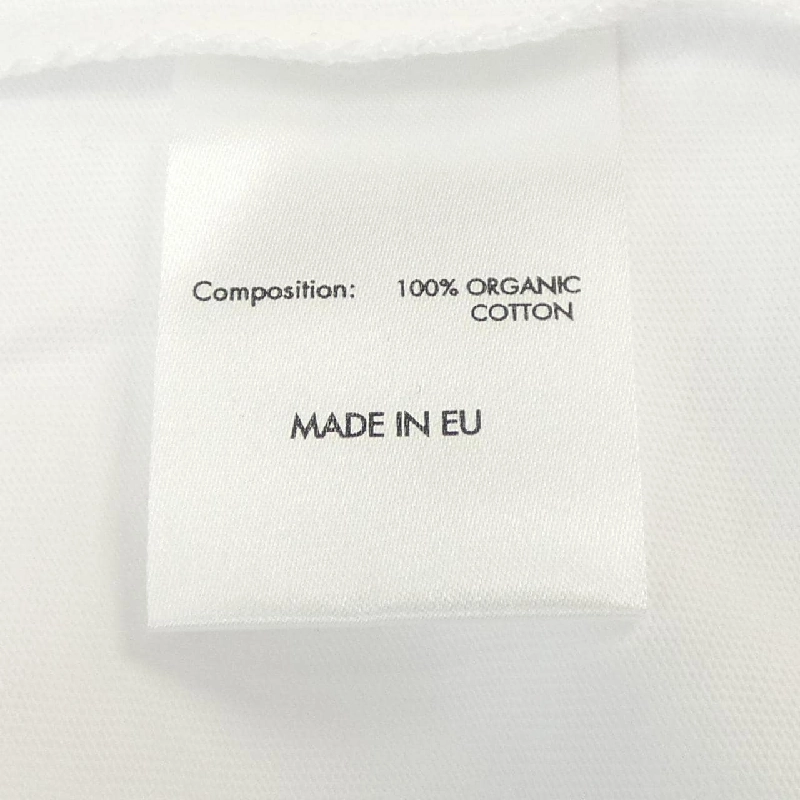 Composition: 100% ORGANIC
COTTON
MADE IN EU